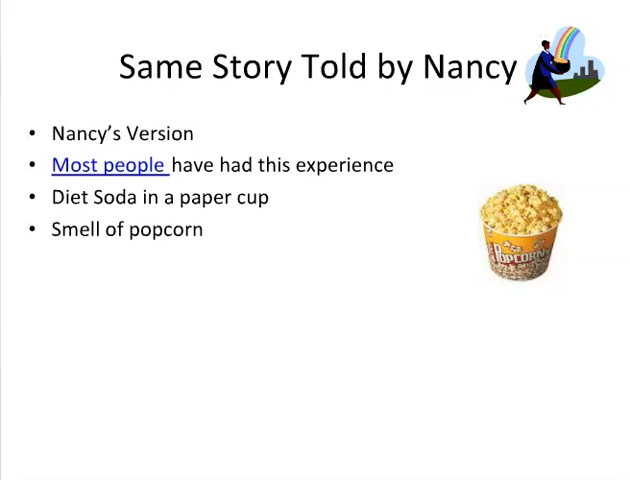 Same Story Told by Nancy
• Nancy's Version
• Most people have had this experience
• Diet Soda in a paper cup
• Smell of popcorn
POPCORN